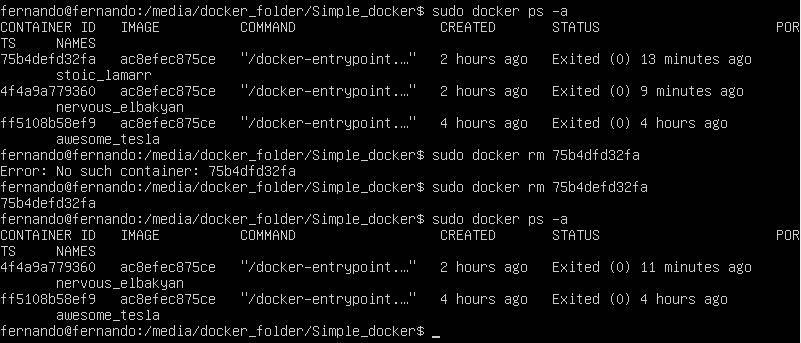 fernando@fernando:/media/docker_folder/Simple_docker$ sudo docker ps -a
CONTAINER ID   IMAGE          COMMAND                  CREATED       STATUS                      POR
TS       NAMES
75b4defd32fa   ac8efec875ce   "/docker-entrypoint.…"   2 hours ago   Exited (0) 13 minutes ago
       stoic_lamarr
4f4a9a779360   ac8efec875ce   "/docker-entrypoint.…"   2 hours ago   Exited (0) 9 minutes ago
       nervous_elbakyan
ff5108b58ef9   ac8efec875ce   "/docker-entrypoint.…"   4 hours ago   Exited (0) 4 hours ago
       awesome_tesla
fernando@fernando:/media/docker_folder/Simple_docker$ sudo docker rm 75b4dfd32fa
Error: No such container: 75b4dfd32fa
fernando@fernando:/media/docker_folder/Simple_docker$ sudo docker rm 75b4defd32fa
75b4defd32fa
fernando@fernando:/media/docker_folder/Simple_docker$ sudo docker ps -a
CONTAINER ID   IMAGE          COMMAND                  CREATED       STATUS                      POR
TS       NAMES
4f4a9a779360   ac8efec875ce   "/docker-entrypoint.…"   2 hours ago   Exited (0) 11 minutes ago
       nervous_elbakyan
ff5108b58ef9   ac8efec875ce   "/docker-entrypoint.…"   4 hours ago   Exited (0) 4 hours ago
       awesome_tesla
fernando@fernando:/media/docker_folder/Simple_docker$ _